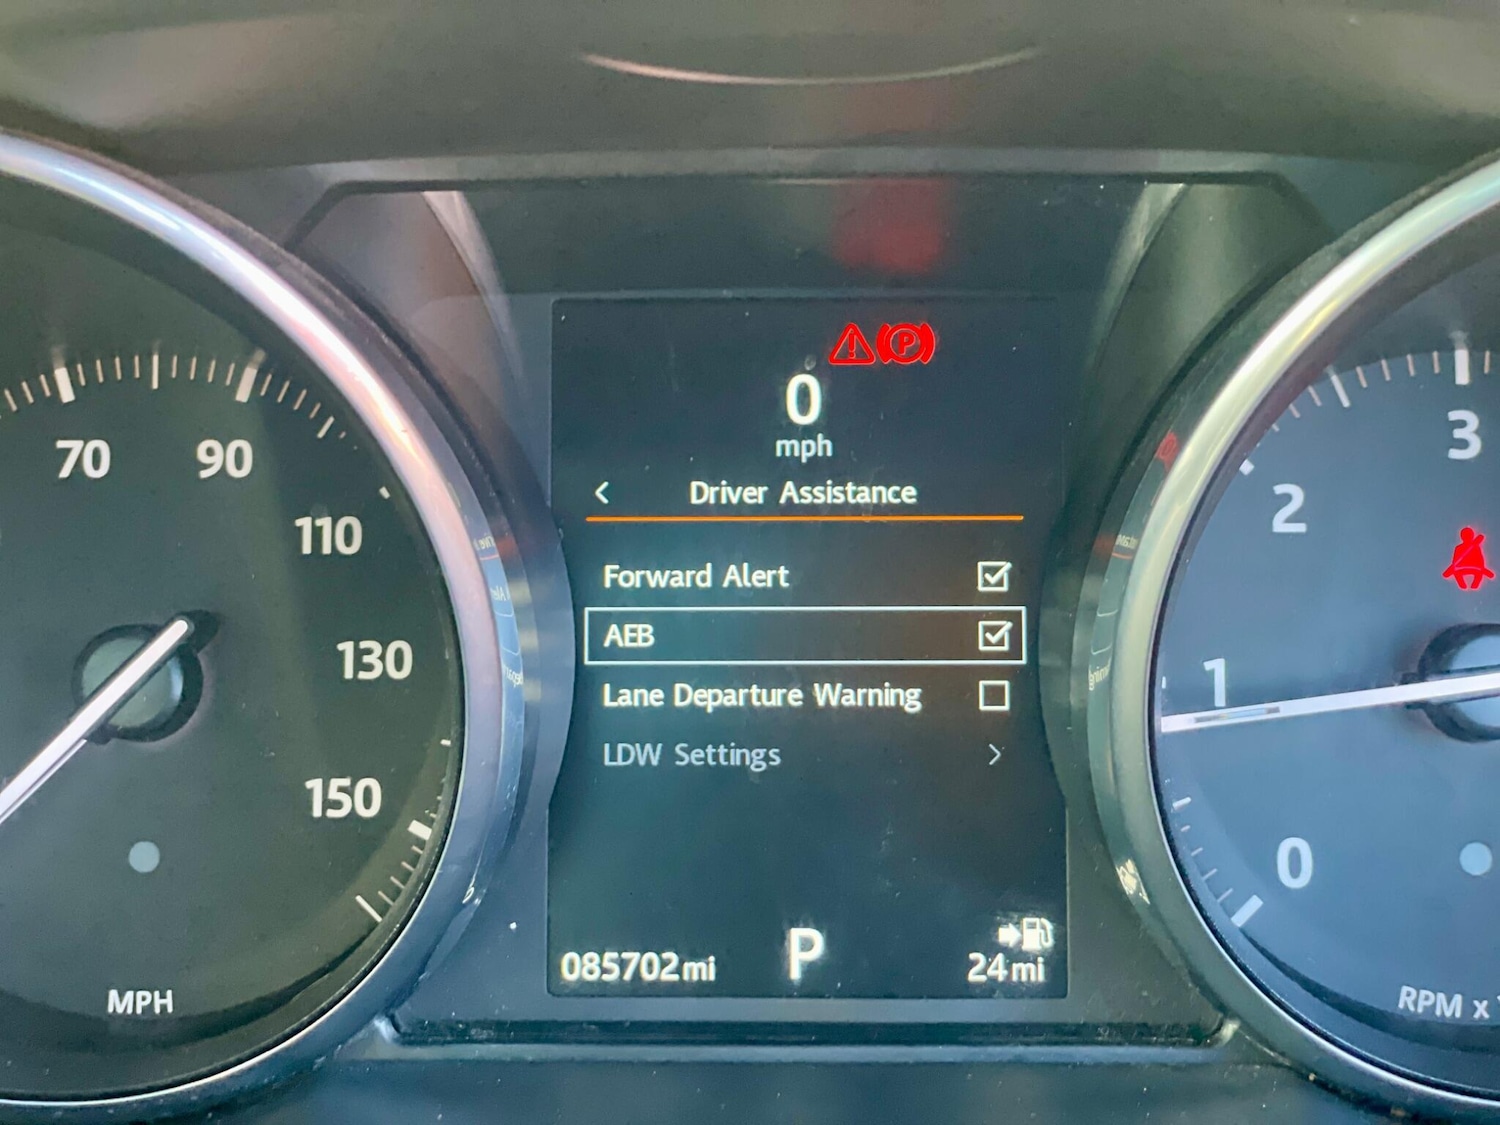 0
mph
Driver Assistance
Forward Alert
AEB
Lane Departure Warning
LDW Settings
085702mi
P
24mi
70
90
110
130
150
MPH
3
2
1
0
RPM x
P